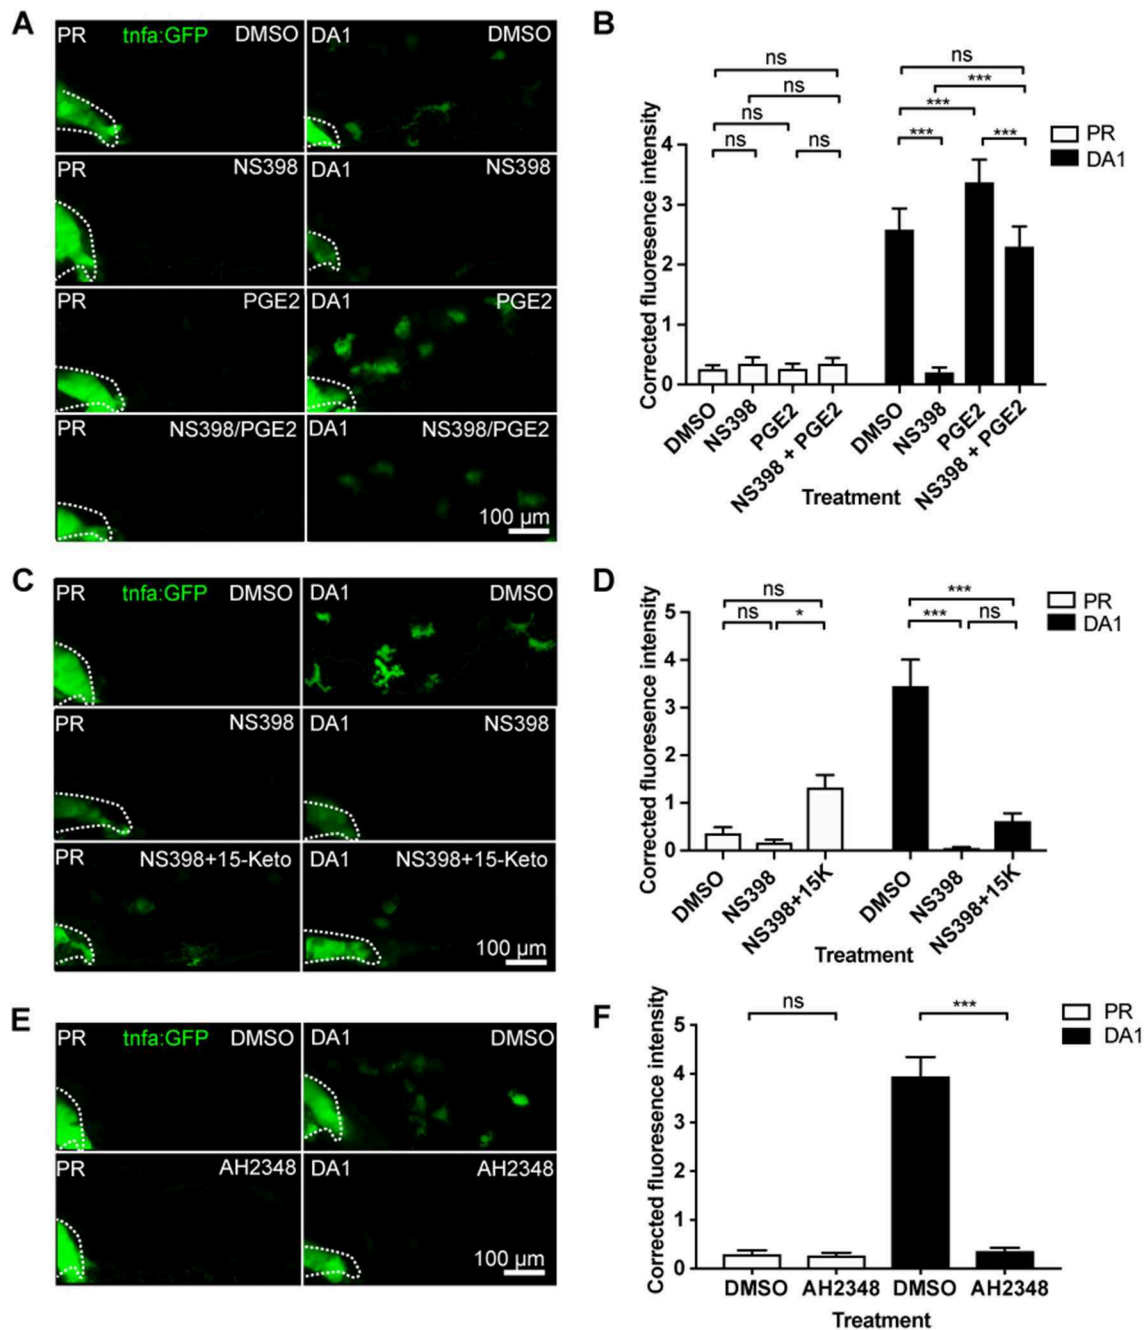 A
PR tnfa:GFP DMSO
DA1 DMSO
PR NS398
DA1 NS398
PR PGE2
DA1 PGE2
PR NS398/PGE2
DA1 NS398/PGE2
100 µm
B
ns ns
ns ***
ns ***
ns ns *** ***
PR
DA1
Corrected fluoresence intensity
4
3
2
1
0
DMSO NS398 PGE2 NS398 + PGE2 DMSO NS398 PGE2 NS398 + PGE2
Treatment
C
PR tnfa:GFP DMSO
DA1 DMSO
PR NS398
DA1 NS398
PR NS398+15-Keto
DA1 NS398+15-Keto
100 µm
D
ns ***
ns * *** ns
PR
DA1
Corrected fluoresence intensity
5
4
3
2
1
0
DMSO NS398 NS398+15K DMSO NS398 NS398+15K
Treatment
E
PR tnfa:GFP DMSO
DA1 DMSO
PR AH2348
DA1 AH2348
100 µm
F
ns ***
PR
DA1
Corrected fluoresence intensity
5
4
3
2
1
0
DMSO AH2348 DMSO AH2348
Treatment